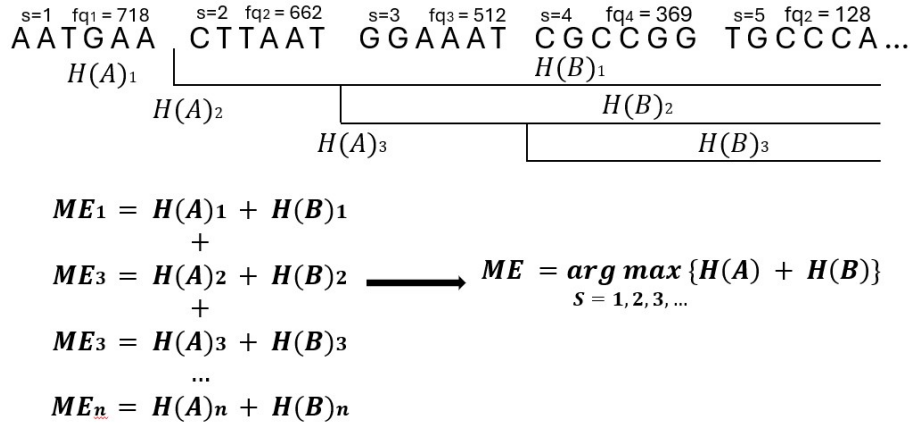 s=1 fq1 = 718 s=2 fq2 = 662 s=3 fq3 = 512 s=4 fq4 = 369 s=5 fq2 = 128
AATGAA CTTAAT GGAAAT CGCCGG TGCCCA...
H(A)1 H(B)1
H(A)2 H(B)2
H(A)3 H(B)3
ME1 = H(A)1 + H(B)1
+
ME3 = H(A)2 + H(B)2
ME = arg max {H(A) + H(B)}
S = 1, 2, 3, ...
+
ME3 = H(A)3 + H(B)3
...
MEn = H(A)n + H(B)n